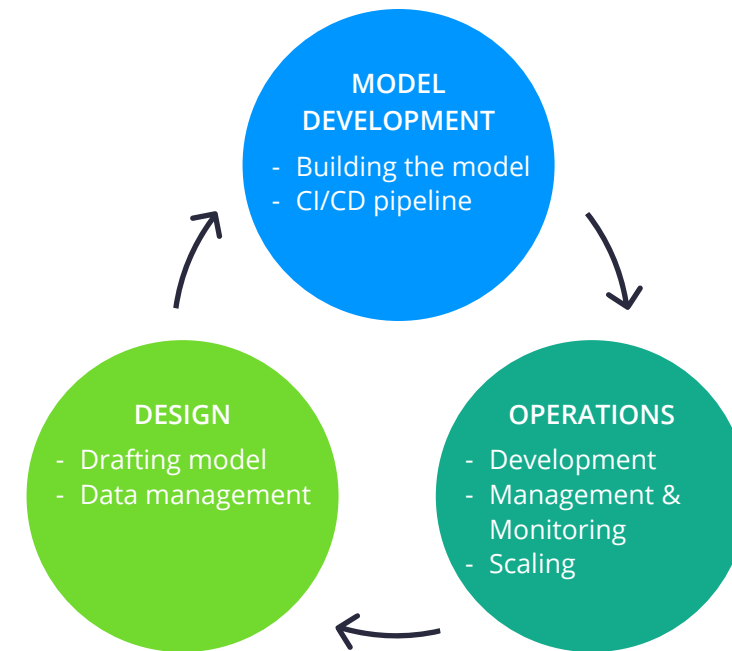 MODEL
DEVELOPMENT
- Building the model
- CI/CD pipeline
DESIGN
- Drafting model
- Data management
OPERATIONS
- Development
- Management &
Monitoring
- Scaling